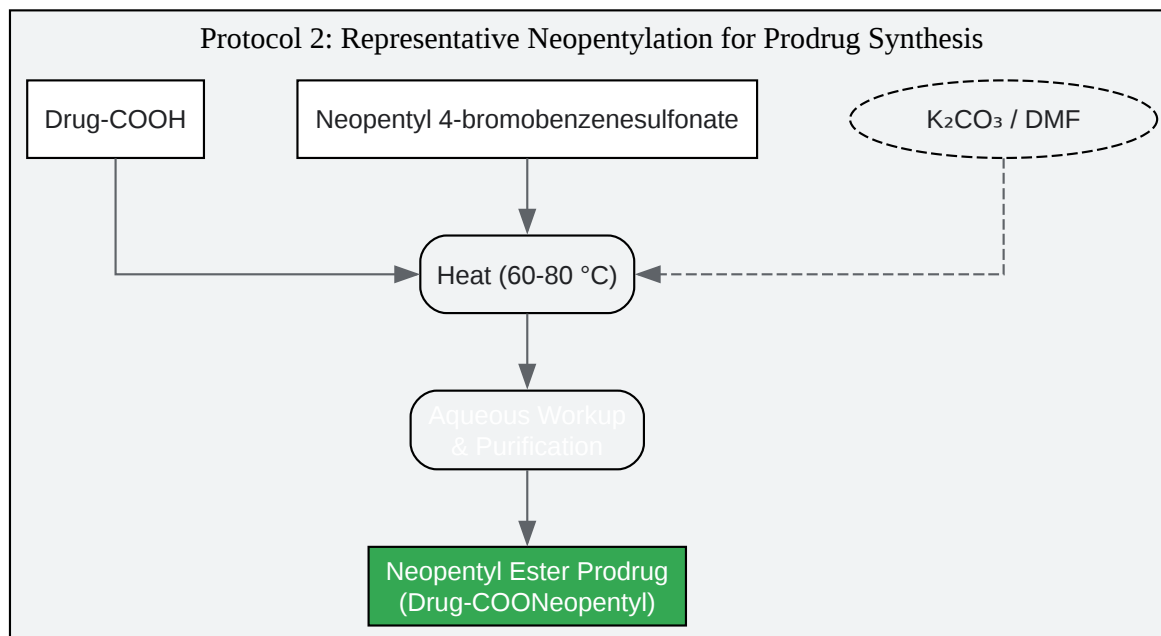 Protocol 2: Representative Neopentylation for Prodrug Synthesis
Drug-COOH
Neopentyl 4-bromobenzenesulfonate
K₂CO₃ / DMF
Heat (60-80 °C)
Aqueous Workup
& Purification
Neopentyl Ester Prodrug
(Drug-COONeopentyl)